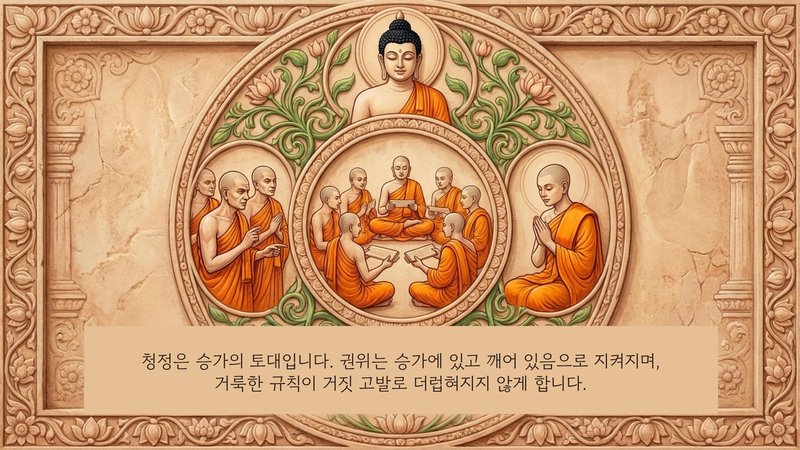 청정은 승가의 토대입니다. 권위는 승가에 있고 깨어 있음으로 지켜지며,
거룩한 규칙이 거짓 고발로 더럽혀지지 않게 합니다.